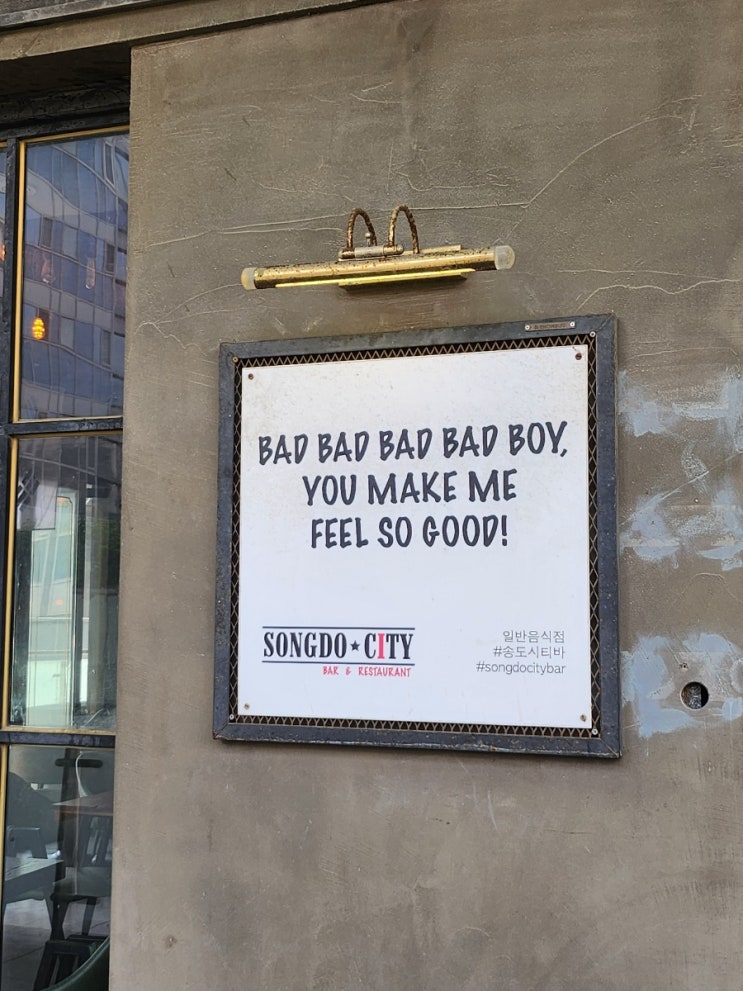 BAD BAD BAD BAD BOY,
YOU MAKE ME
FEEL SO GOOD!
SONGDO★CITY
BAR & RESTAURANT
일반음식점
#송도시티바
#songdocitybar